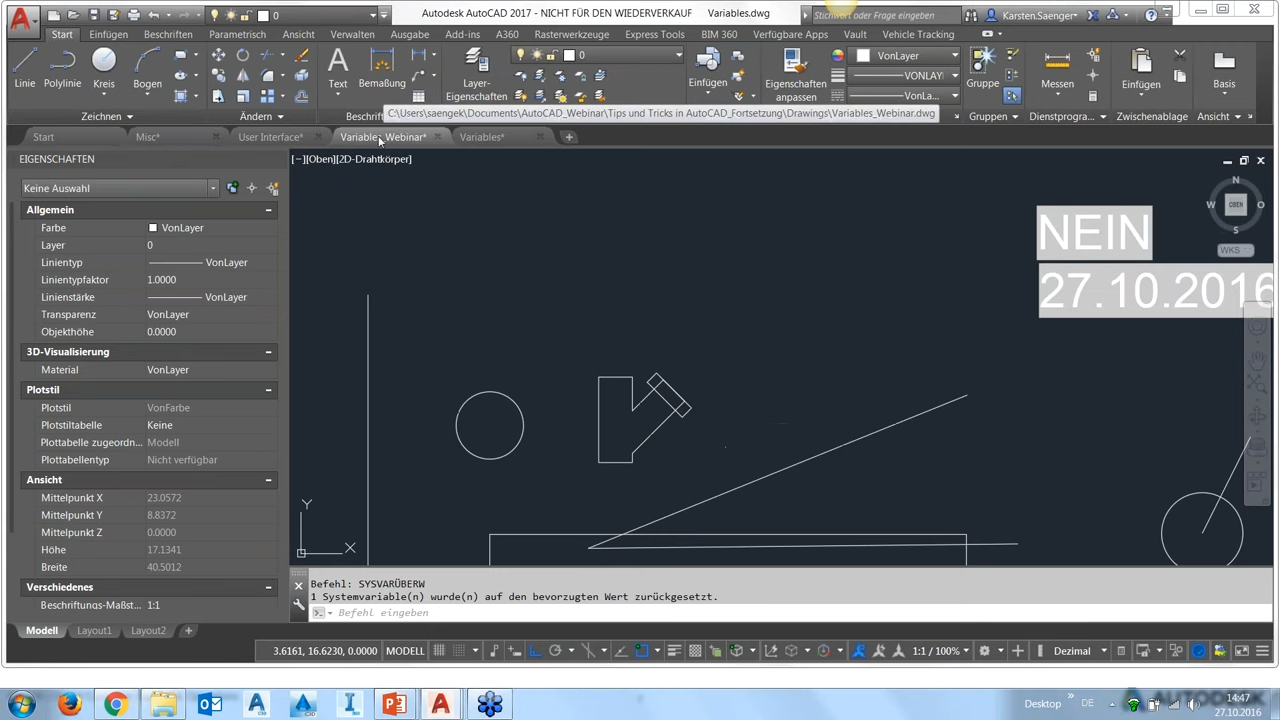 Autodesk AutoCAD 2017 - NICHT FÜR DEN WIEDERVERKAUF Variables.dwg
Stichwort oder Frage eingeben
Karsten.Saenger...
0
Start Einfügen Beschriften Parametrisch Ansicht Verwalten Ausgabe Add-ins A360 Rasterwerkzeuge Express Tools BIM 360 Verfügbare Apps Vault Vehicle Tracking
0
VonLayer
VONLAY...
VonLa...
Linie Polylinie Kreis Bogen Text Bemaßung Layer-Eigenschaften Einfügen Eigenschaften anpassen Gruppe Messen Einfügen Basis
Zeichnen Ändern Gruppen Dienstprogra...
C:\Users\saengek\Documents\AutoCAD_Webinar\Tips und Tricks in AutoCAD_Fortsetzung\Drawings\Variables_Webinar.dwg
Start Misc* User Interface* Variables_Webinar* Variables*
EIGENSCHAFTEN
[−][Oben][2D-Drahtkörper]
Keine Auswahl
Allgemein
Farbe VonLayer
Layer 0
Linientyp VonLayer
Linientypfaktor 1.0000
Linienstärke VonLayer
Transparenz VonLayer
Objekthöhe 0.0000
3D-Visualisierung
Material VonLayer
Plotstil
Plotstil VonFarbe
Plotstiltabelle Keine
Plottabelle zugeordn... Modell
Plottabellentyp Nicht verfügbar
Ansicht
Mittelpunkt X 23.0572
Mittelpunkt Y 8.8372
Mittelpunkt Z 0.0000
Höhe 17.1341
Breite 40.5012
Verschiedenes
Beschriftungs-Maßst... 1:1
N
W OBEN O
S
WKS
NEIN
27.10.2016
Y
X
Befehl: SYSVARÜBERW
1 Systemvariable(n) wurde(n) auf den bevorzugten Wert zurückgesetzt.
Befehl eingeben
Modell Layout1 Layout2
3.6161, 16.6230, 0.0000 MODELL 1:1 / 100% Dezimal
AUTODESK
Desktop DE 14:47
27.10.2016